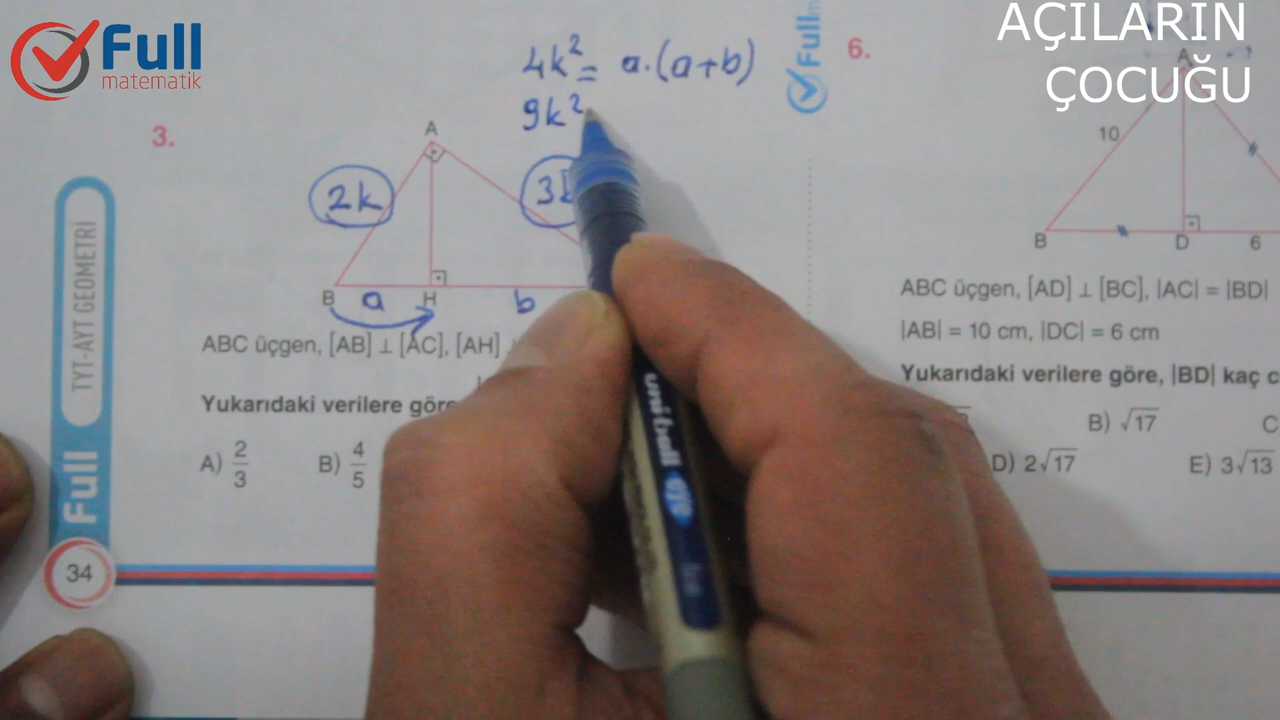 Full
matematik
AÇILARIN
ÇOCUĞU
TYT-AYT GEOMETRİ
Full
34
3.
4k² = a.(a+b)
9k²
A
2k
B
a
H
b
ABC üçgen, [AB] ⊥ [AC], [AH]
Yukarıdaki verilere göre
A) 2/3
B) 4/5
Full
6.
A
10
B
D
6
ABC üçgen, [AD] ⊥ [BC], |AC| = |BD|
|AB| = 10 cm, |DC| = 6 cm
Yukarıdaki verilere göre, |BD| kaç
B) √17
C
D) 2√17
E) 3√13